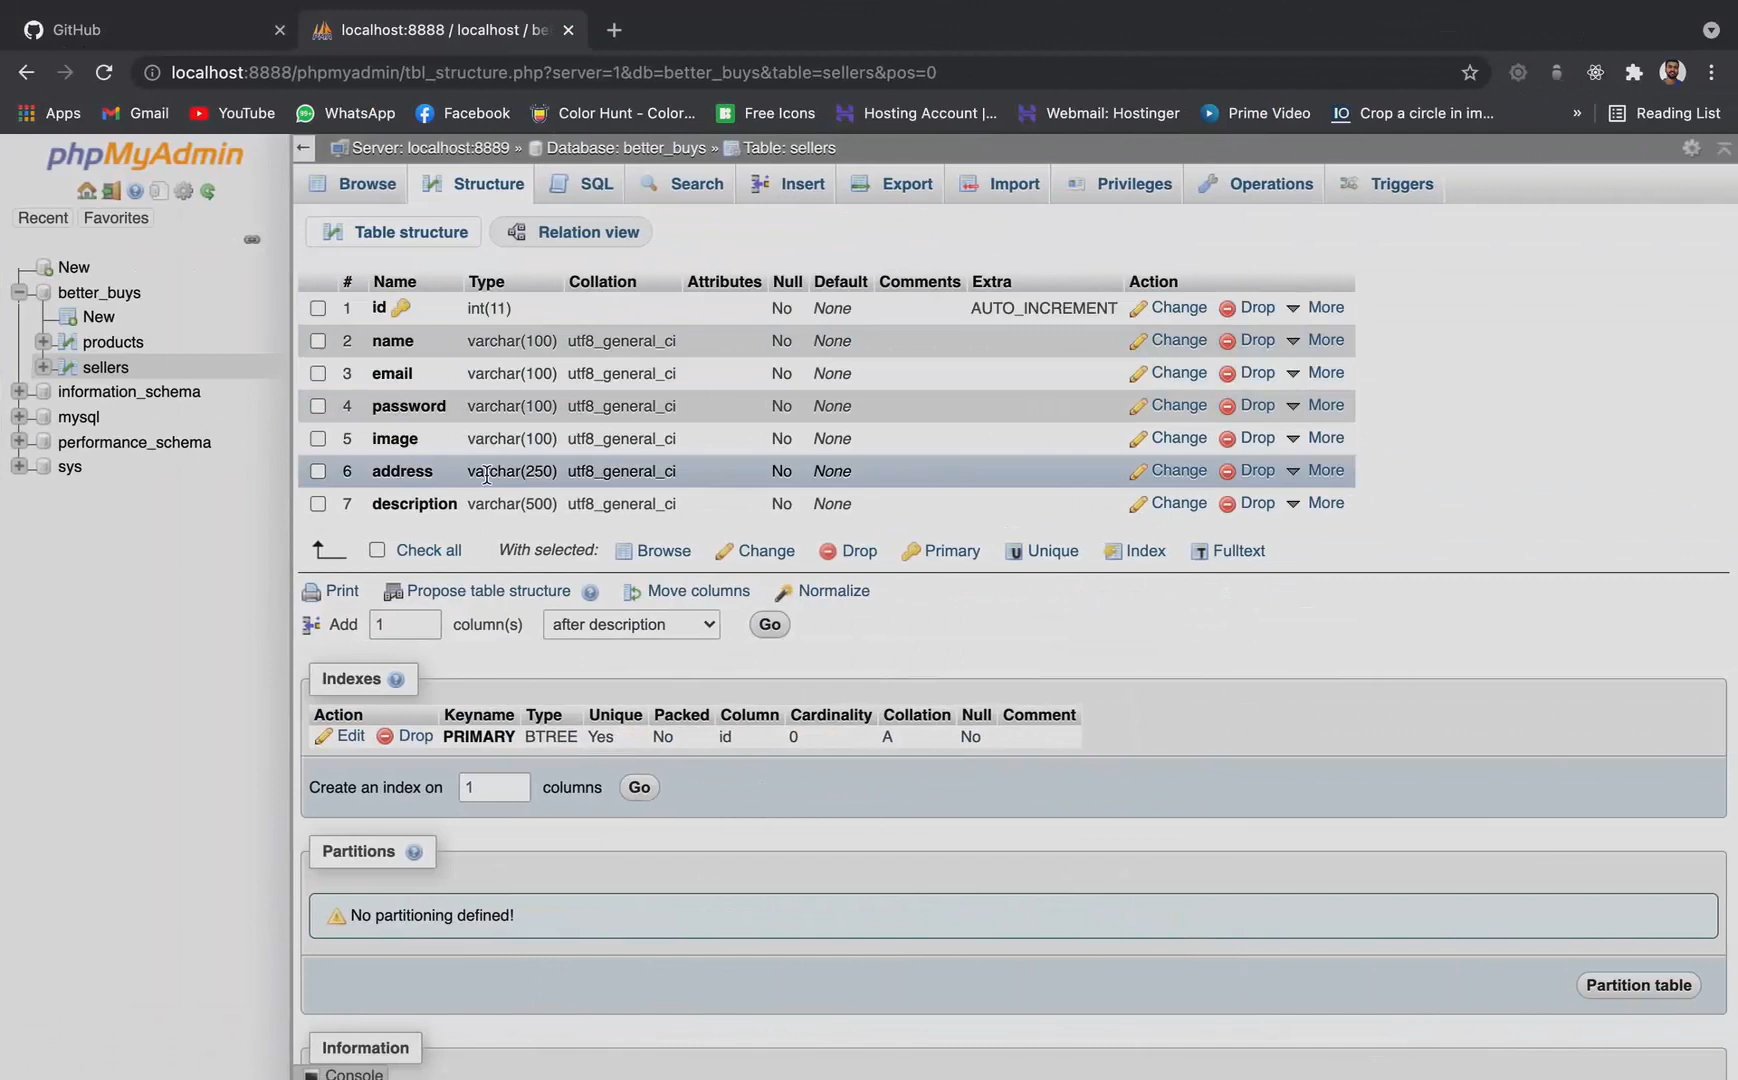 GitHub
localhost:8888 / localhost / be
localhost:8888/phpmyadmin/tbl_structure.php?server=1&db=better_buys&table=sellers&pos=0
Apps Gmail YouTube WhatsApp Facebook Color Hunt - Color... Free Icons Hosting Account |... Webmail: Hostinger Prime Video IO Crop a circle in im... » Reading List
phpMyAdmin
Recent Favorites
New
better_buys
New
products
sellers
information_schema
mysql
performance_schema
sys
Server: localhost:8889 » Database: better_buys » Table: sellers
Browse Structure SQL Search Insert Export Import Privileges Operations Triggers
Table structure Relation view
# Name Type Collation Attributes Null Default Comments Extra Action
1 id int(11) No None AUTO_INCREMENT Change Drop More
2 name varchar(100) utf8_general_ci No None Change Drop More
3 email varchar(100) utf8_general_ci No None Change Drop More
4 password varchar(100) utf8_general_ci No None Change Drop More
5 image varchar(100) utf8_general_ci No None Change Drop More
6 address varchar(250) utf8_general_ci No None Change Drop More
7 description varchar(500) utf8_general_ci No None Change Drop More
Check all With selected: Browse Change Drop Primary U Unique Index T Fulltext
Print Propose table structure Move columns Normalize
Add 1 column(s) after description Go
Indexes
Action Keyname Type Unique Packed Column Cardinality Collation Null Comment
Edit Drop PRIMARY BTREE Yes No id 0 A No
Create an index on 1 columns Go
Partitions
No partitioning defined!
Partition table
Information
Console